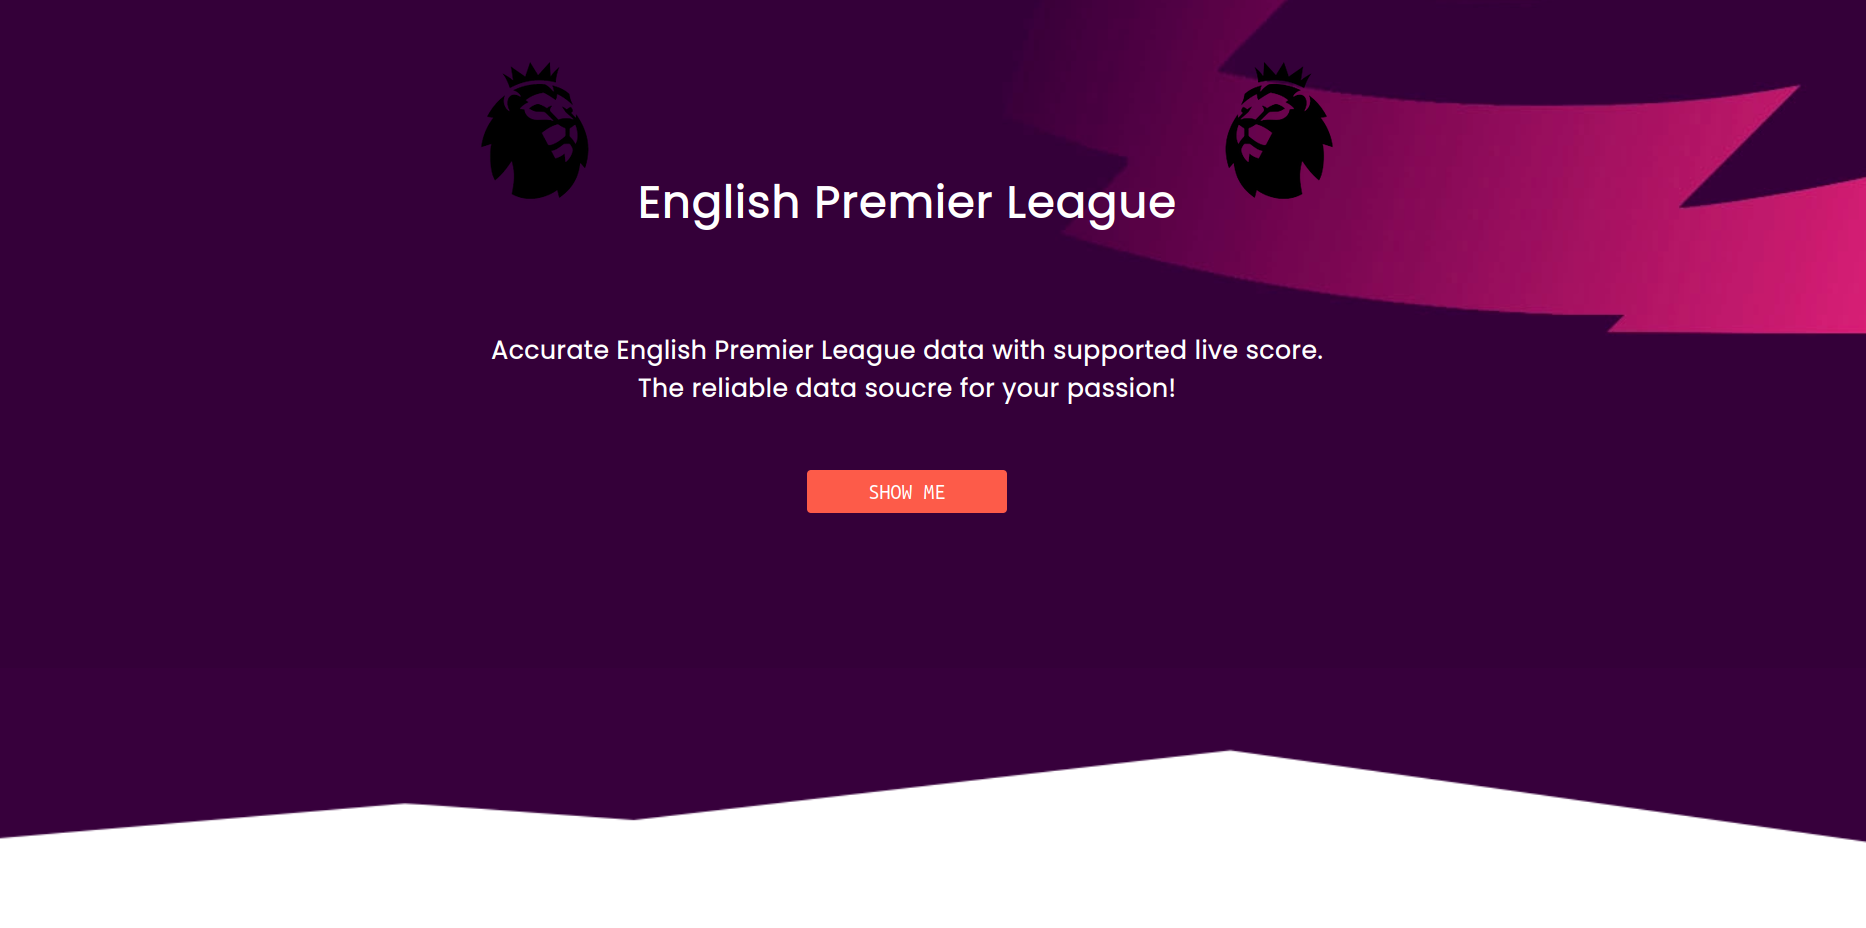 English Premier League
Accurate English Premier League data with supported live score.
The reliable data soucre for your passion!
SHOW ME